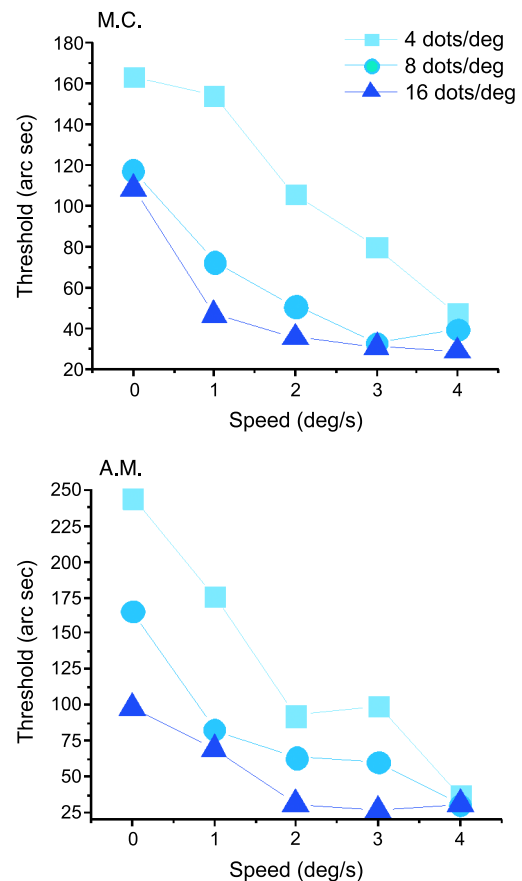 M.C.
4 dots/deg
8 dots/deg
16 dots/deg
180
160
140
120
100
80
60
40
20
Threshold (arc sec)
0 1 2 3 4
Speed (deg/s)
A.M.
250
225
200
175
150
125
100
75
50
25
Threshold (arc sec)
0 1 2 3 4
Speed (deg/s)